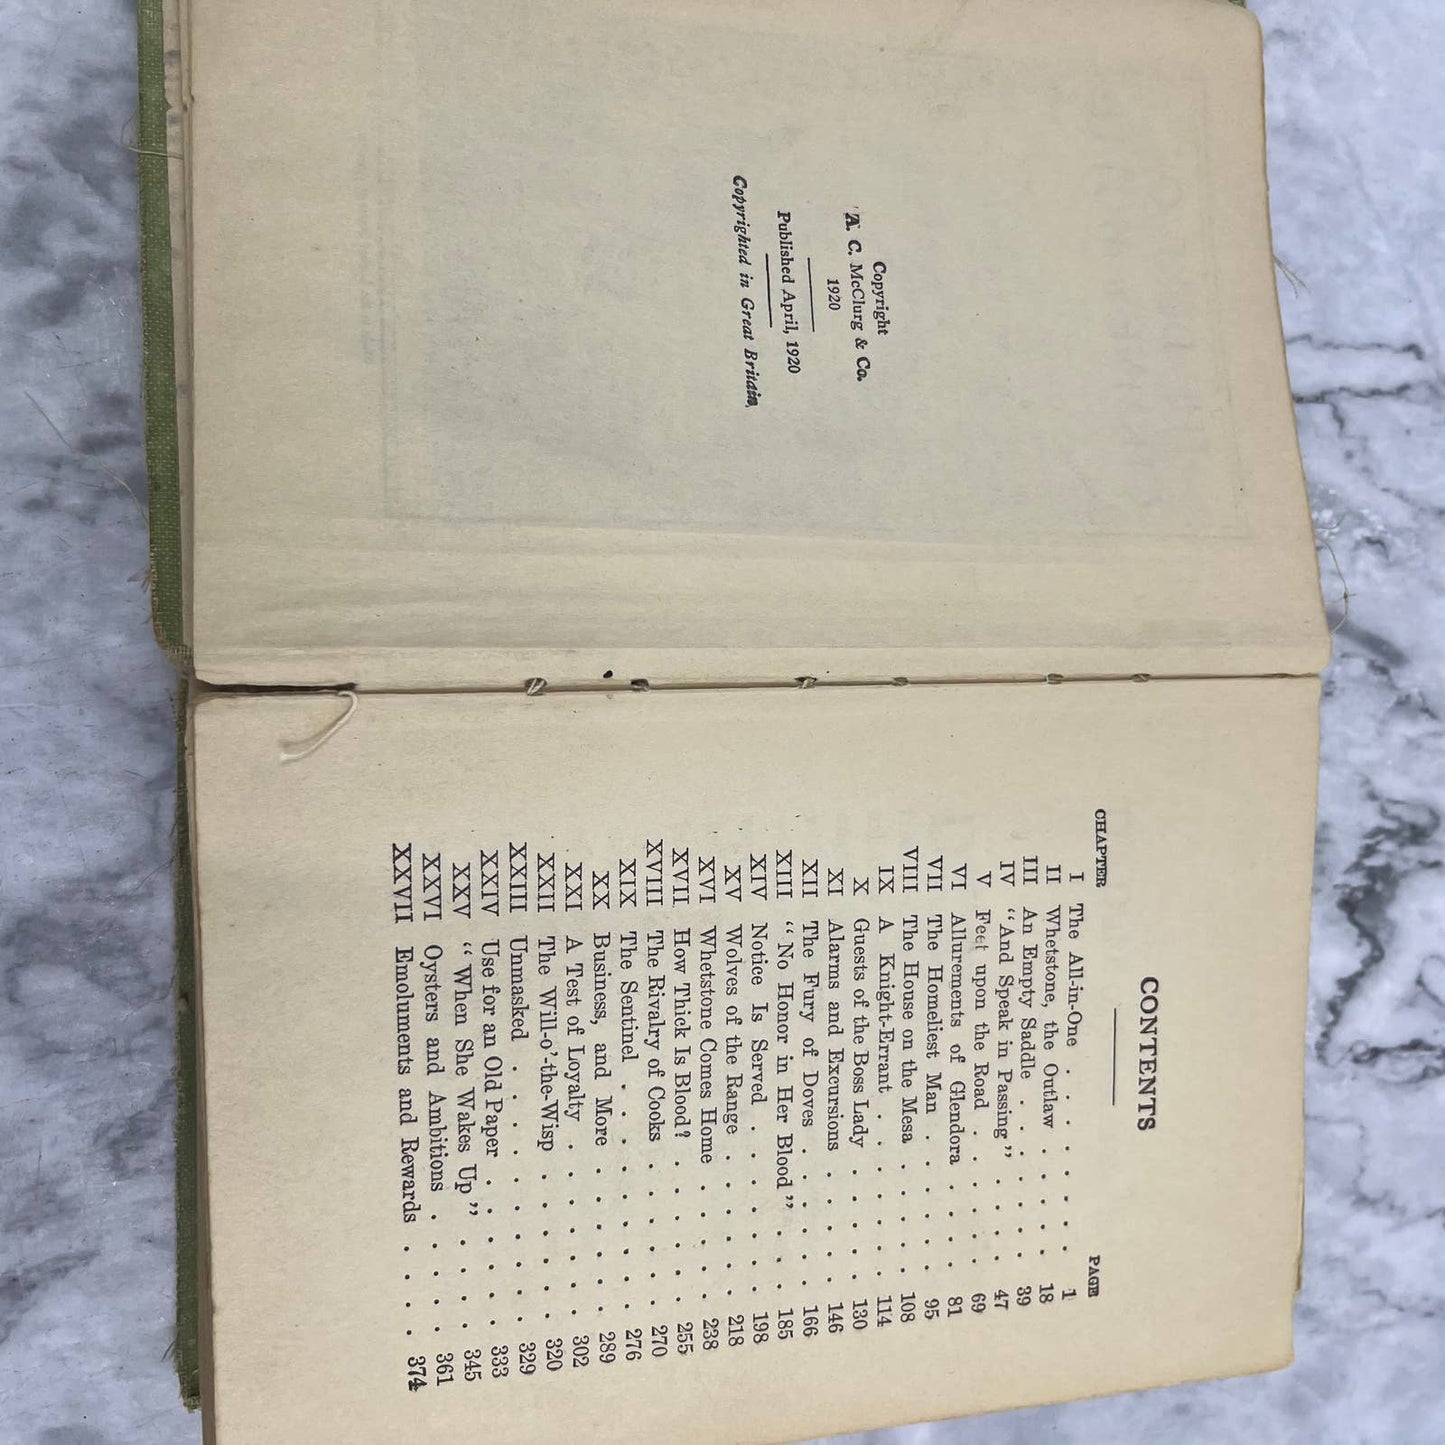 Copyright
A. C. McClurg & Co.
1920
Published April, 1920
Copyrighted in Great Britain
CONTENTS
CHAPTER PAGE
I The All-in-One . . . . . . . 1
II Whetstone, the Outlaw . . . . . 18
III An Empty Saddle . . . . . . . 39
IV “And Speak in Passing” . . . . 47
V Feet upon the Road . . . . . . 69
VI Allurements of Glendora . . . . 81
VII The Homeliest Man . . . . . . 95
VIII The House on the Mesa . . . . . 108
IX A Knight-Errant . . . . . . . 114
X Guests of the Boss Lady . . . . . 130
XI Alarms and Excursions . . . . . 146
XII The Fury of Doves . . . . . . 166
XIII “No Honor in Her Blood” . . . . 185
XIV Notice Is Served . . . . . . . 198
XV Wolves of the Range . . . . . . 218
XVI Whetstone Comes Home . . . . . 238
XVII How Thick Is Blood? . . . . . . 255
XVIII The Rivalry of Cooks . . . . . . 270
XIX The Sentinel . . . . . . . . 276
XX Business, and More . . . . . . 289
XXI A Test of Loyalty . . . . . . . 302
XXII The Will-o’-the-Wisp . . . . . . 320
XXIII Unmasked . . . . . . . . . 329
XXIV Use for an Old Paper . . . . . . 333
XXV “When She Wakes Up” . . . . . 345
XXVI Oysters and Ambitions . . . . . 361
XXVII Emoluments and Rewards . . . . 374